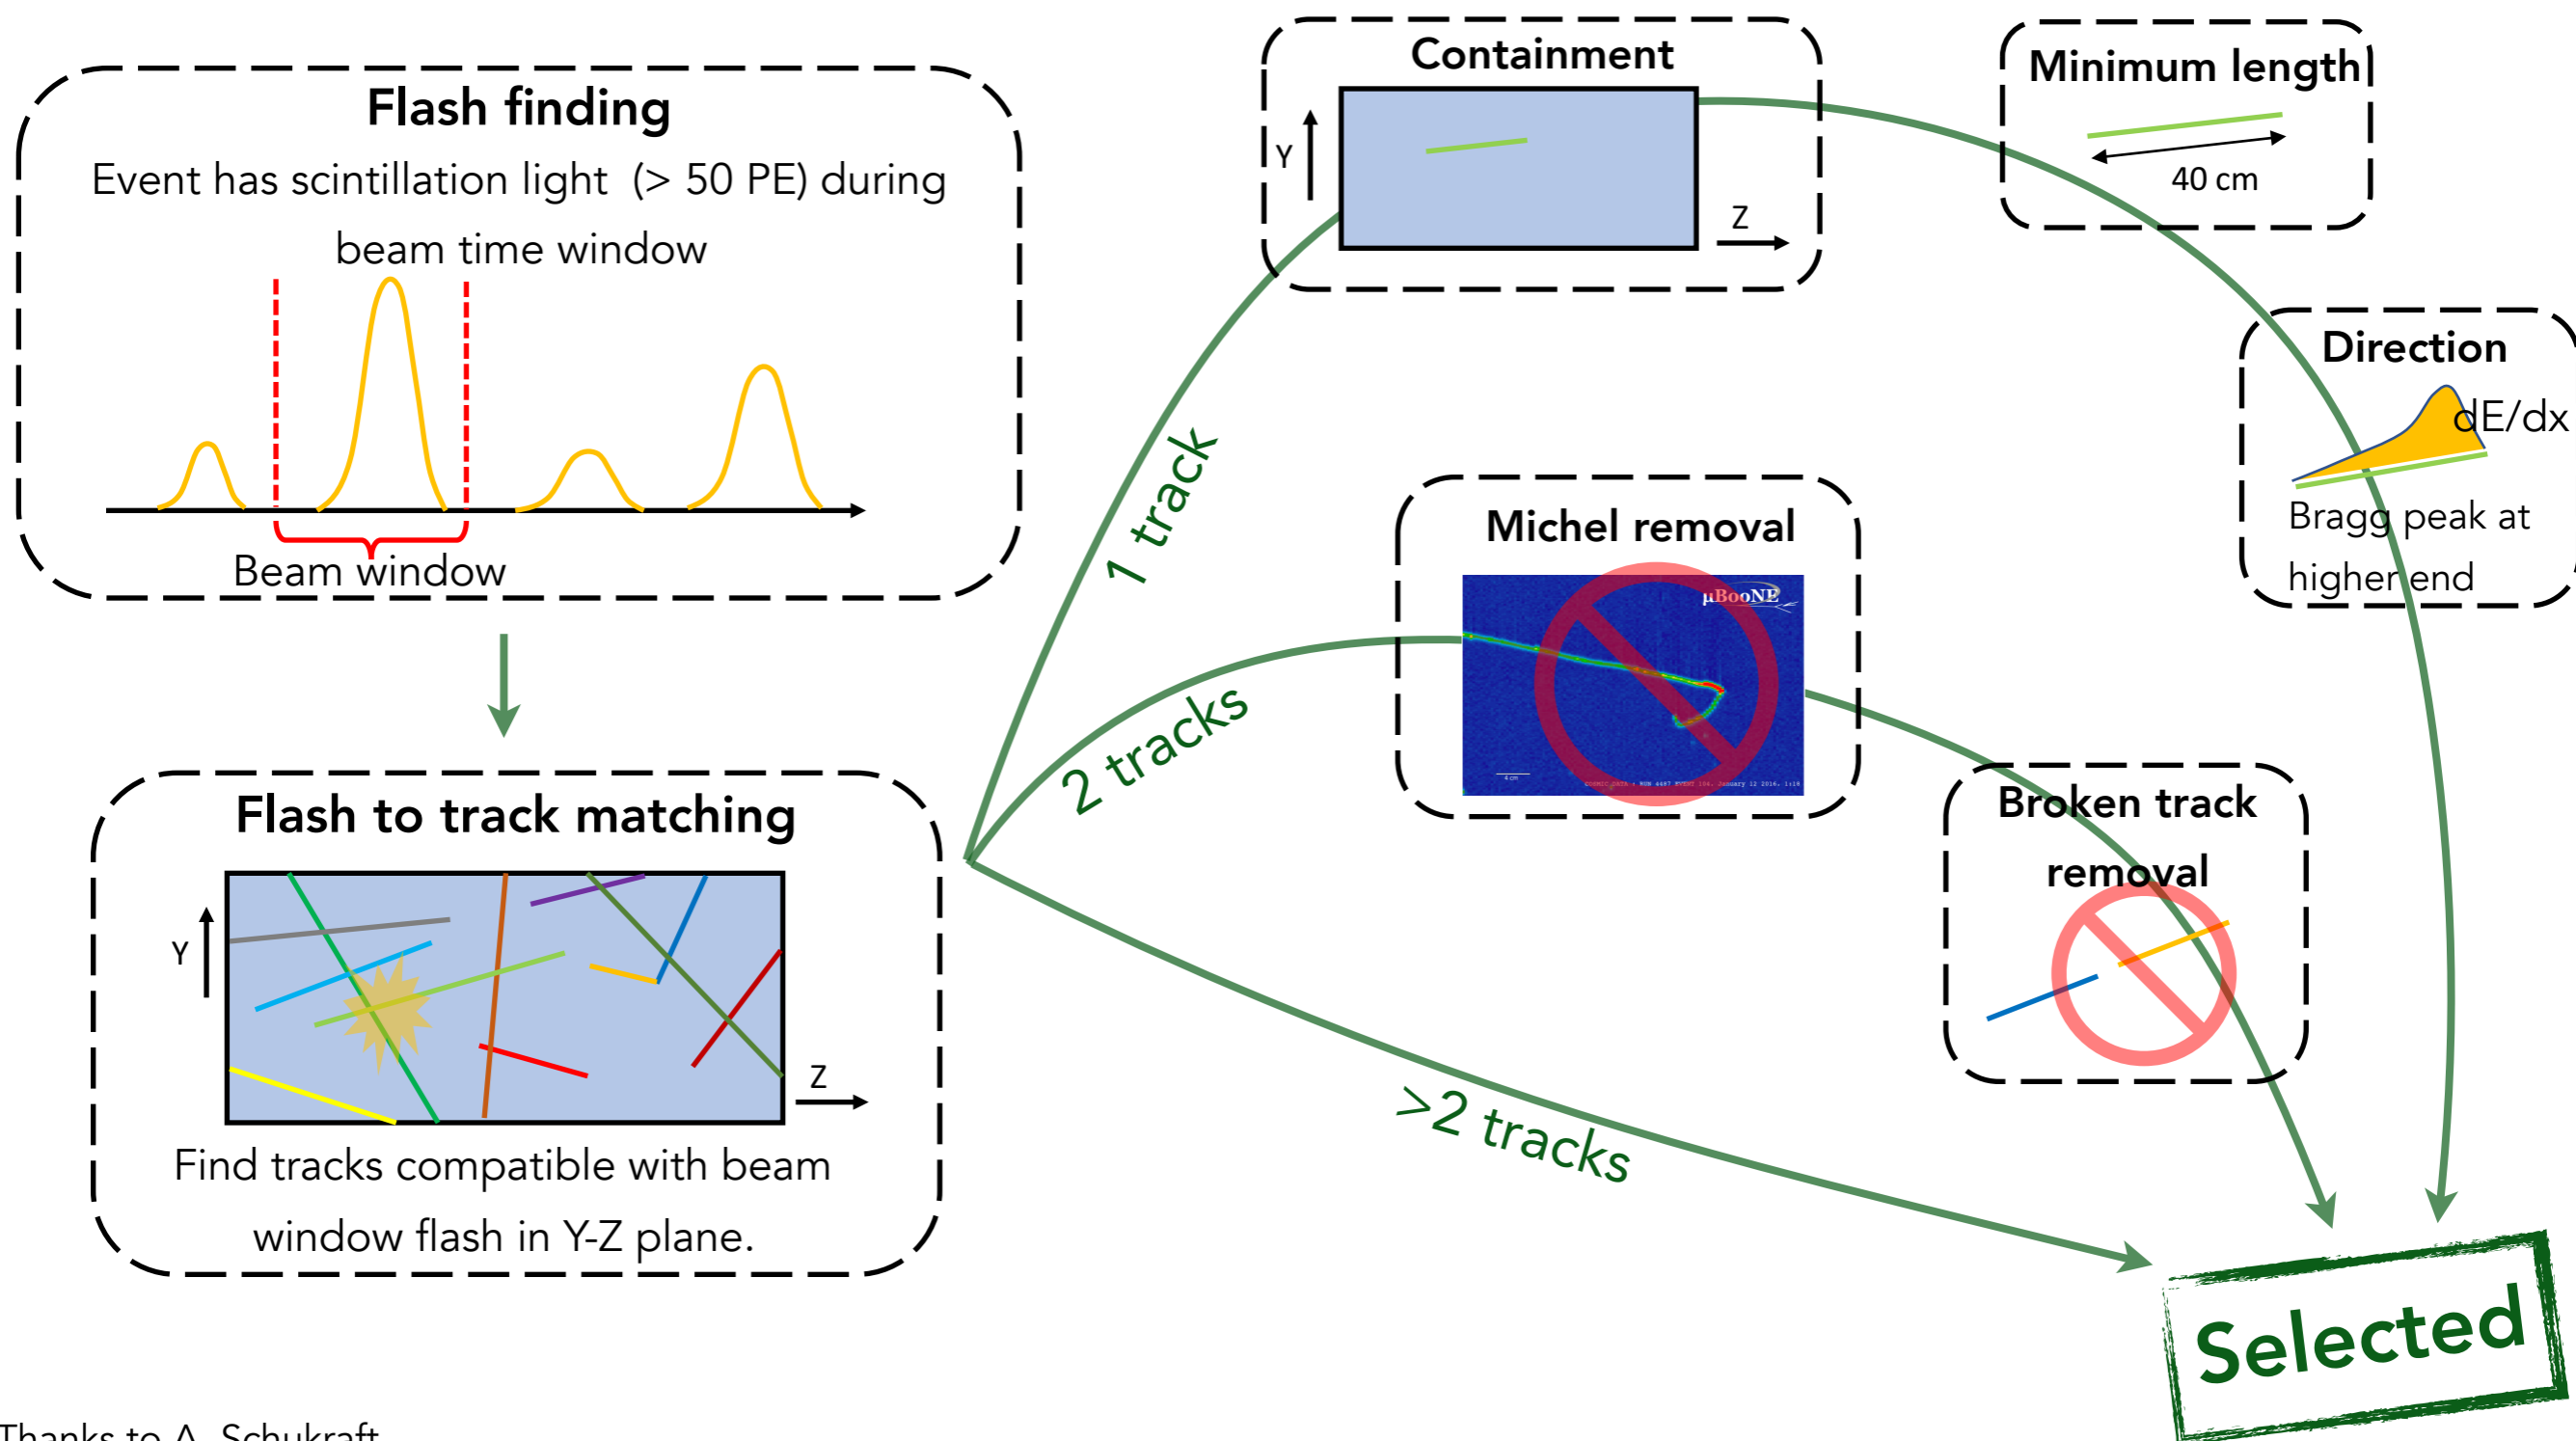 Flash finding
Event has scintillation light (> 50 PE) during
beam time window
Beam window
Flash to track matching
Y
Z
Find tracks compatible with beam
window flash in Y-Z plane.
1 track
2 tracks
>2 tracks
Containment
Y
Z
Minimum length
40 cm
Direction
dE/dx
Bragg peak at
higher end
Michel removal
µBooNE
4 cm
Broken track
removal
Selected
Thanks to A. Schukraft